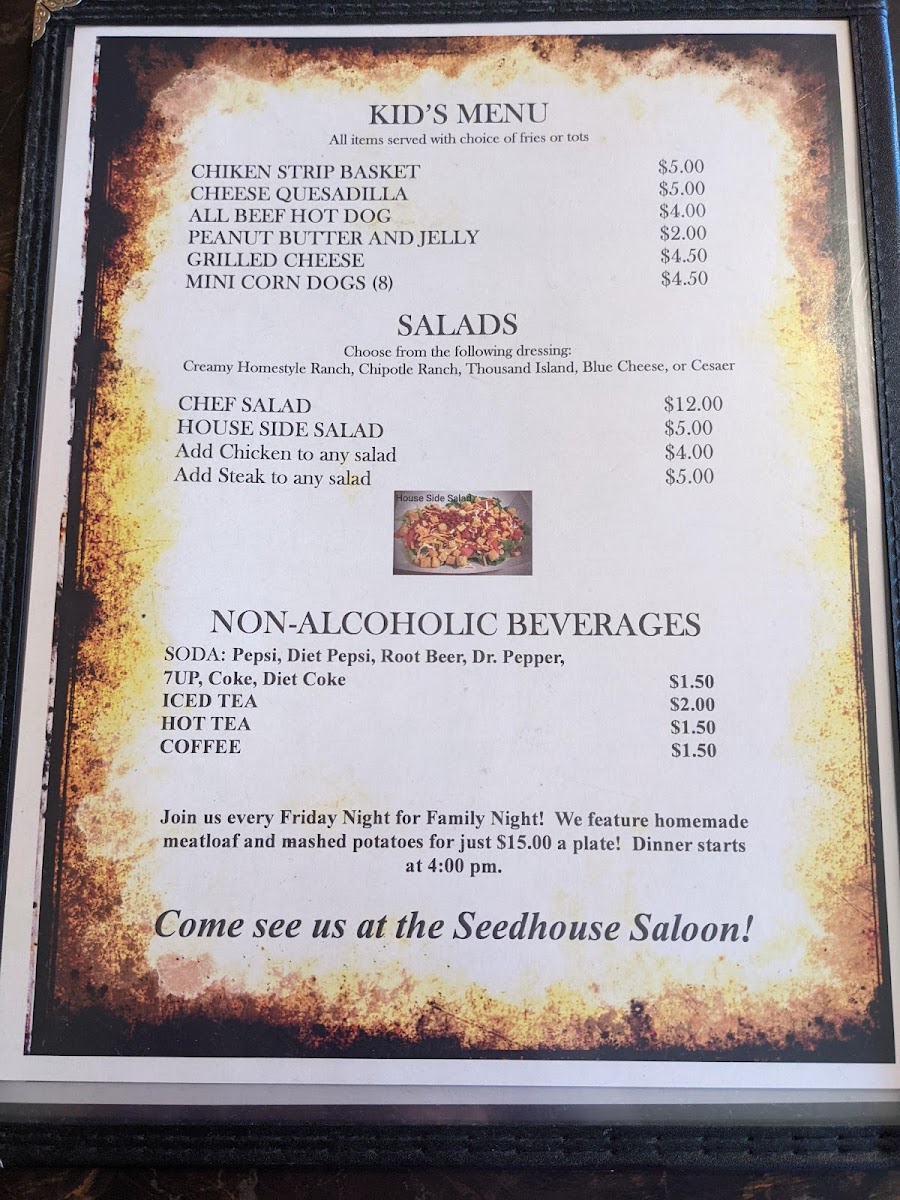 KID'S MENU
All items served with choice of fries or tots
CHIKEN STRIP BASKET $5.00
CHEESE QUESADILLA $5.00
ALL BEEF HOT DOG $4.00
PEANUT BUTTER AND JELLY $2.00
GRILLED CHEESE $4.50
MINI CORN DOGS (8) $4.50
SALADS
Choose from the following dressing:
Creamy Homestyle Ranch, Chipotle Ranch, Thousand Island, Blue Cheese, or Cesaer
CHEF SALAD $12.00
HOUSE SIDE SALAD $5.00
Add Chicken to any salad $4.00
Add Steak to any salad $5.00
House Side Salad
NON-ALCOHOLIC BEVERAGES
SODA: Pepsi, Diet Pepsi, Root Beer, Dr. Pepper,
7UP, Coke, Diet Coke $1.50
ICED TEA $2.00
HOT TEA $1.50
COFFEE $1.50
Join us every Friday Night for Family Night! We feature homemade
meatloaf and mashed potatoes for just $15.00 a plate! Dinner starts
at 4:00 pm.
Come see us at the Seedhouse Saloon!